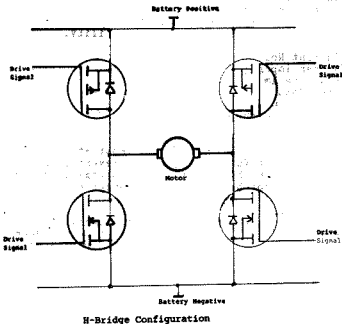 Battery Positive
Drive
Signal
Drive
Signal
Motor
Drive
Signal
Drive
Signal
Battery Negative
H-Bridge Configuration